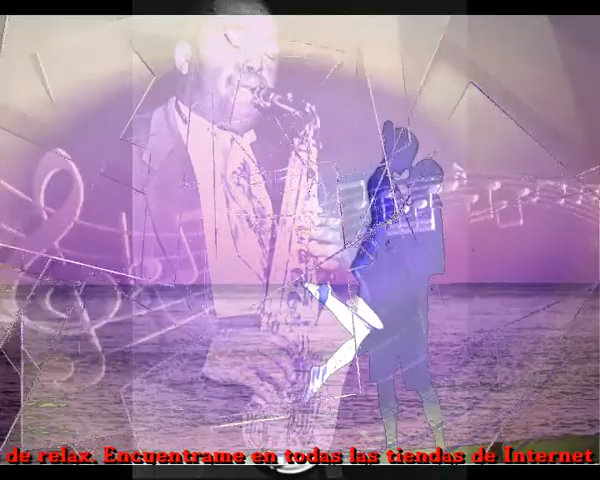 de relax. Encuentrame en todas las tiendas de Internet